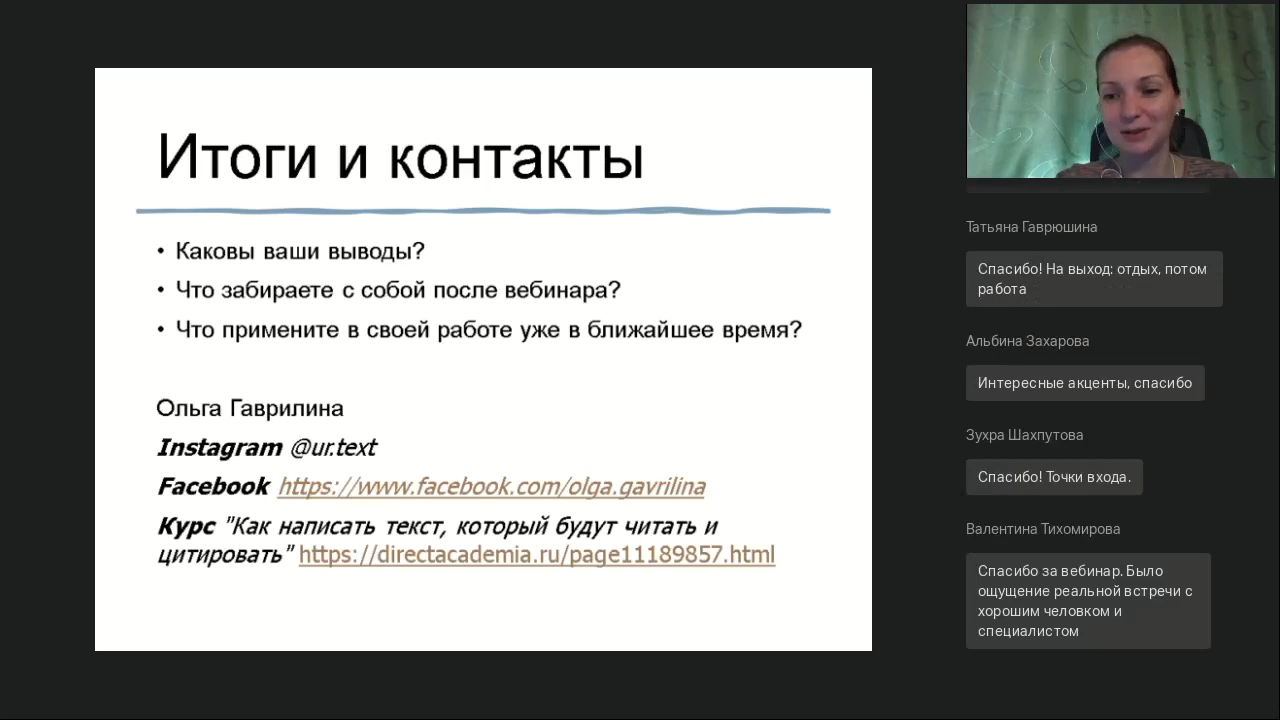 Итоги и контакты
• Каковы ваши выводы?
• Что забираете с собой после вебинара?
• Что примените в своей работе уже в ближайшее время?
Ольга Гаврилина
Instagram @ur.text
Facebook https://www.facebook.com/olga.gavrilina
Курс "Как написать текст, который будут читать и
цитировать" https://directacademia.ru/page11189857.html
Татьяна Гаврюшина
Спасибо! На выход: отдых, потом
работа
Альбина Захарова
Интересные акценты, спасибо
Зухра Шахпутова
Спасибо! Точки входа.
Валентина Тихомирова
Спасибо за вебинар. Было
ощущение реальной встречи с
хорошим человком и
специалистом